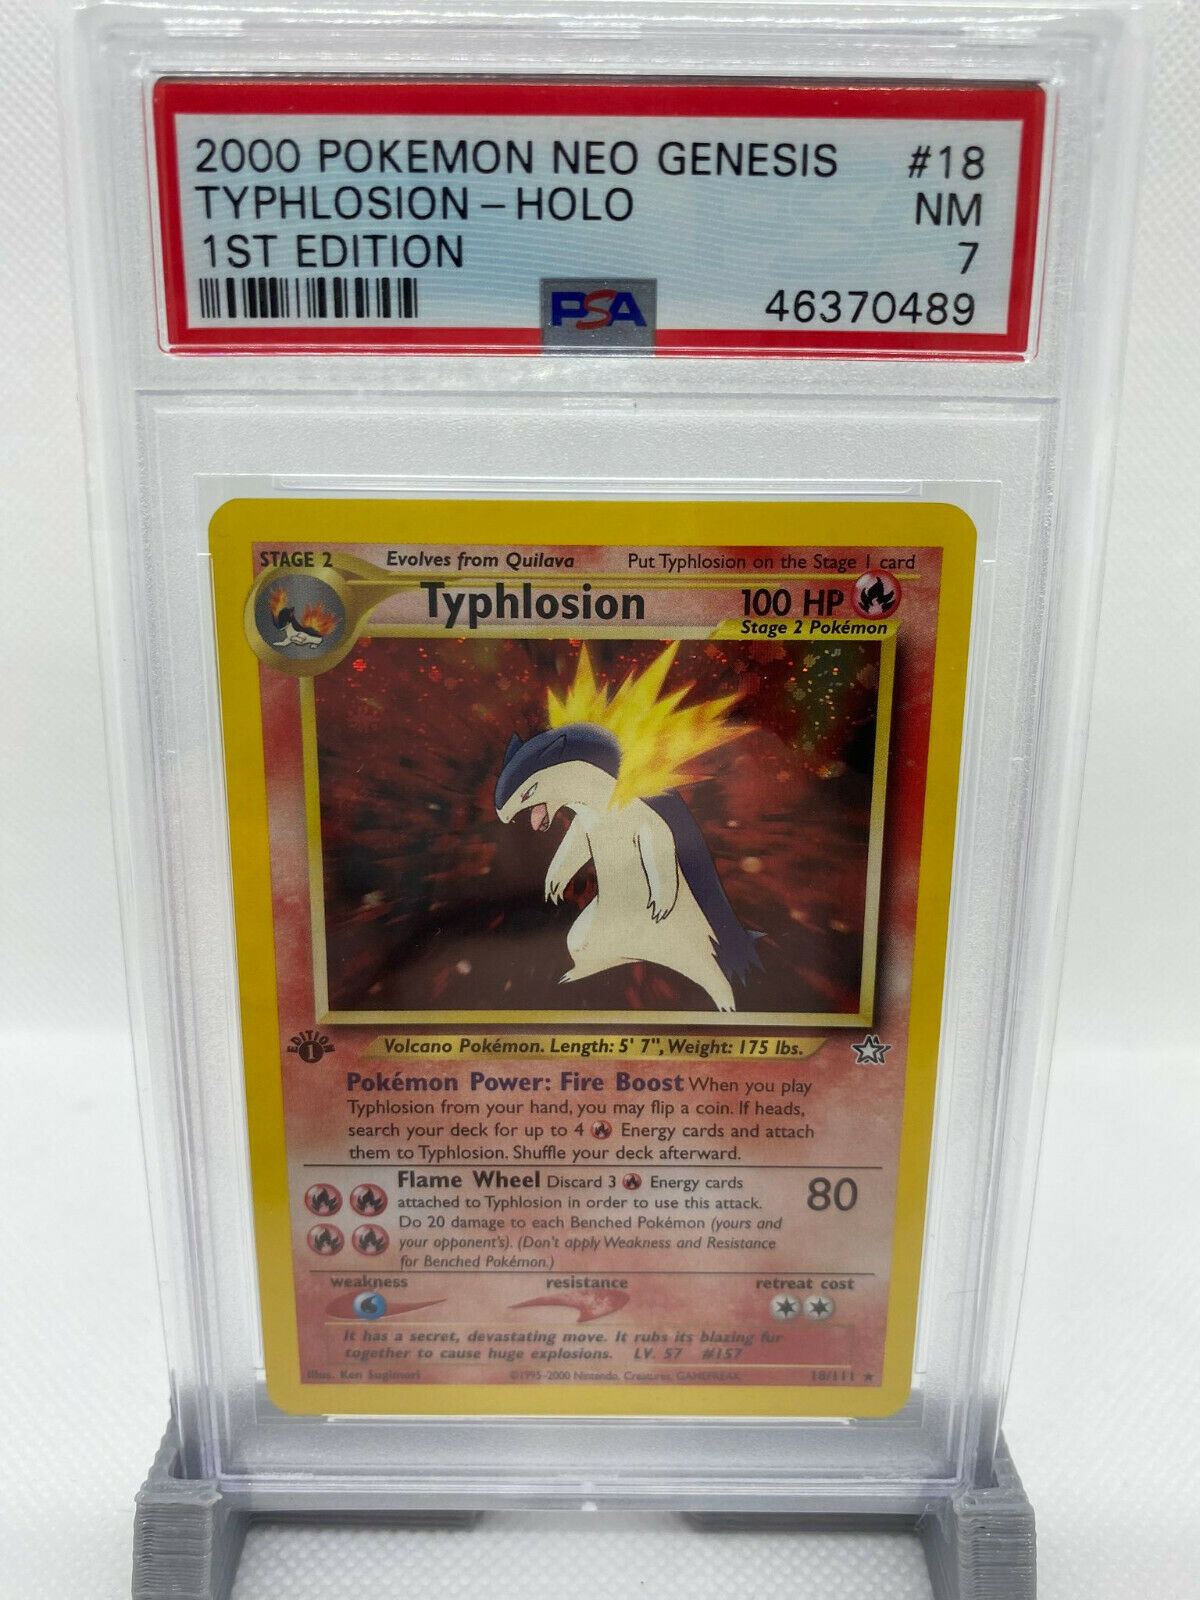 2000 POKEMON NEO GENESIS #18
TYPHLOSION - HOLO NM
1ST EDITION 7
PSA 46370489
STAGE 2 Evolves from Quilava Put Typhlosion on the Stage 1 card
Typhlosion 100 HP
Stage 2 Pokémon
EDITION
1
Volcano Pokémon. Length: 5' 7", Weight: 175 lbs.
Pokémon Power: Fire Boost When you play
Typhlosion from your hand, you may flip a coin. If heads,
search your deck for up to 4 Energy cards and attach
them to Typhlosion. Shuffle your deck afterward.
Flame Wheel Discard 3 Energy cards
attached to Typhlosion in order to use this attack. 80
Do 20 damage to each Benched Pokémon (yours and
your opponent's). (Don't apply Weakness and Resistance
for Benched Pokémon.)
weakness resistance retreat cost
It has a secret, devastating move. It rubs its blazing fur
together to cause huge explosions. LV. 57 #157
Illus. Ken Sugimori ©1995-2000 Nintendo, Creatures, GAMEFREAK 18/111